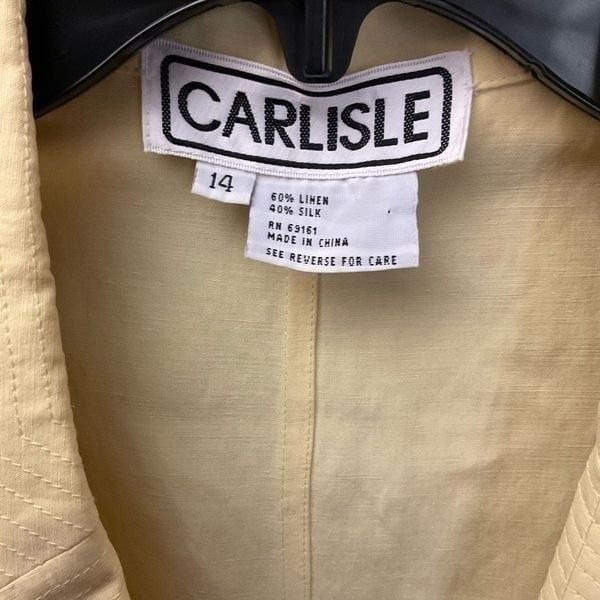 CARLISLE
14
60% LINEN
40% SILK
RN 69161
MADE IN CHINA
SEE REVERSE FOR CARE